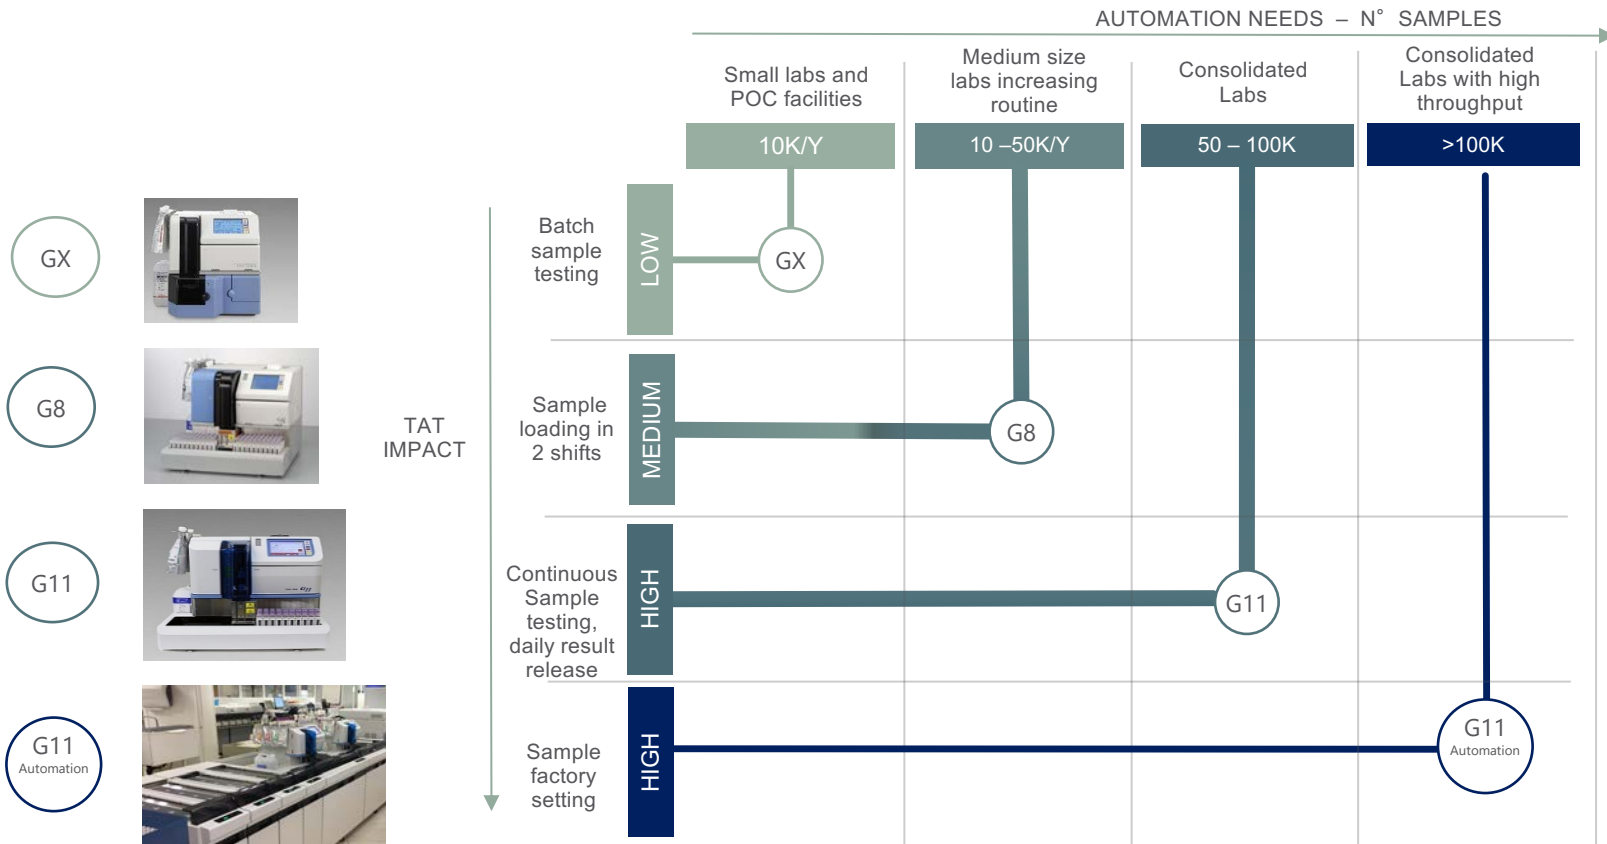 AUTOMATION NEEDS – N° SAMPLES
Small labs and
POC facilities
Medium size
labs increasing
routine
Consolidated
Labs
Consolidated
Labs with high
throughput
10K/Y
10 –50K/Y
50 – 100K
>100K
GX
Batch
sample
testing
LOW
GX
G8
TAT
IMPACT
Sample
loading in
2 shifts
MEDIUM
G8
G11
Continuous
Sample
testing,
daily result
release
HIGH
G11
G11
Automation
Sample
factory
setting
HIGH
G11
Automation